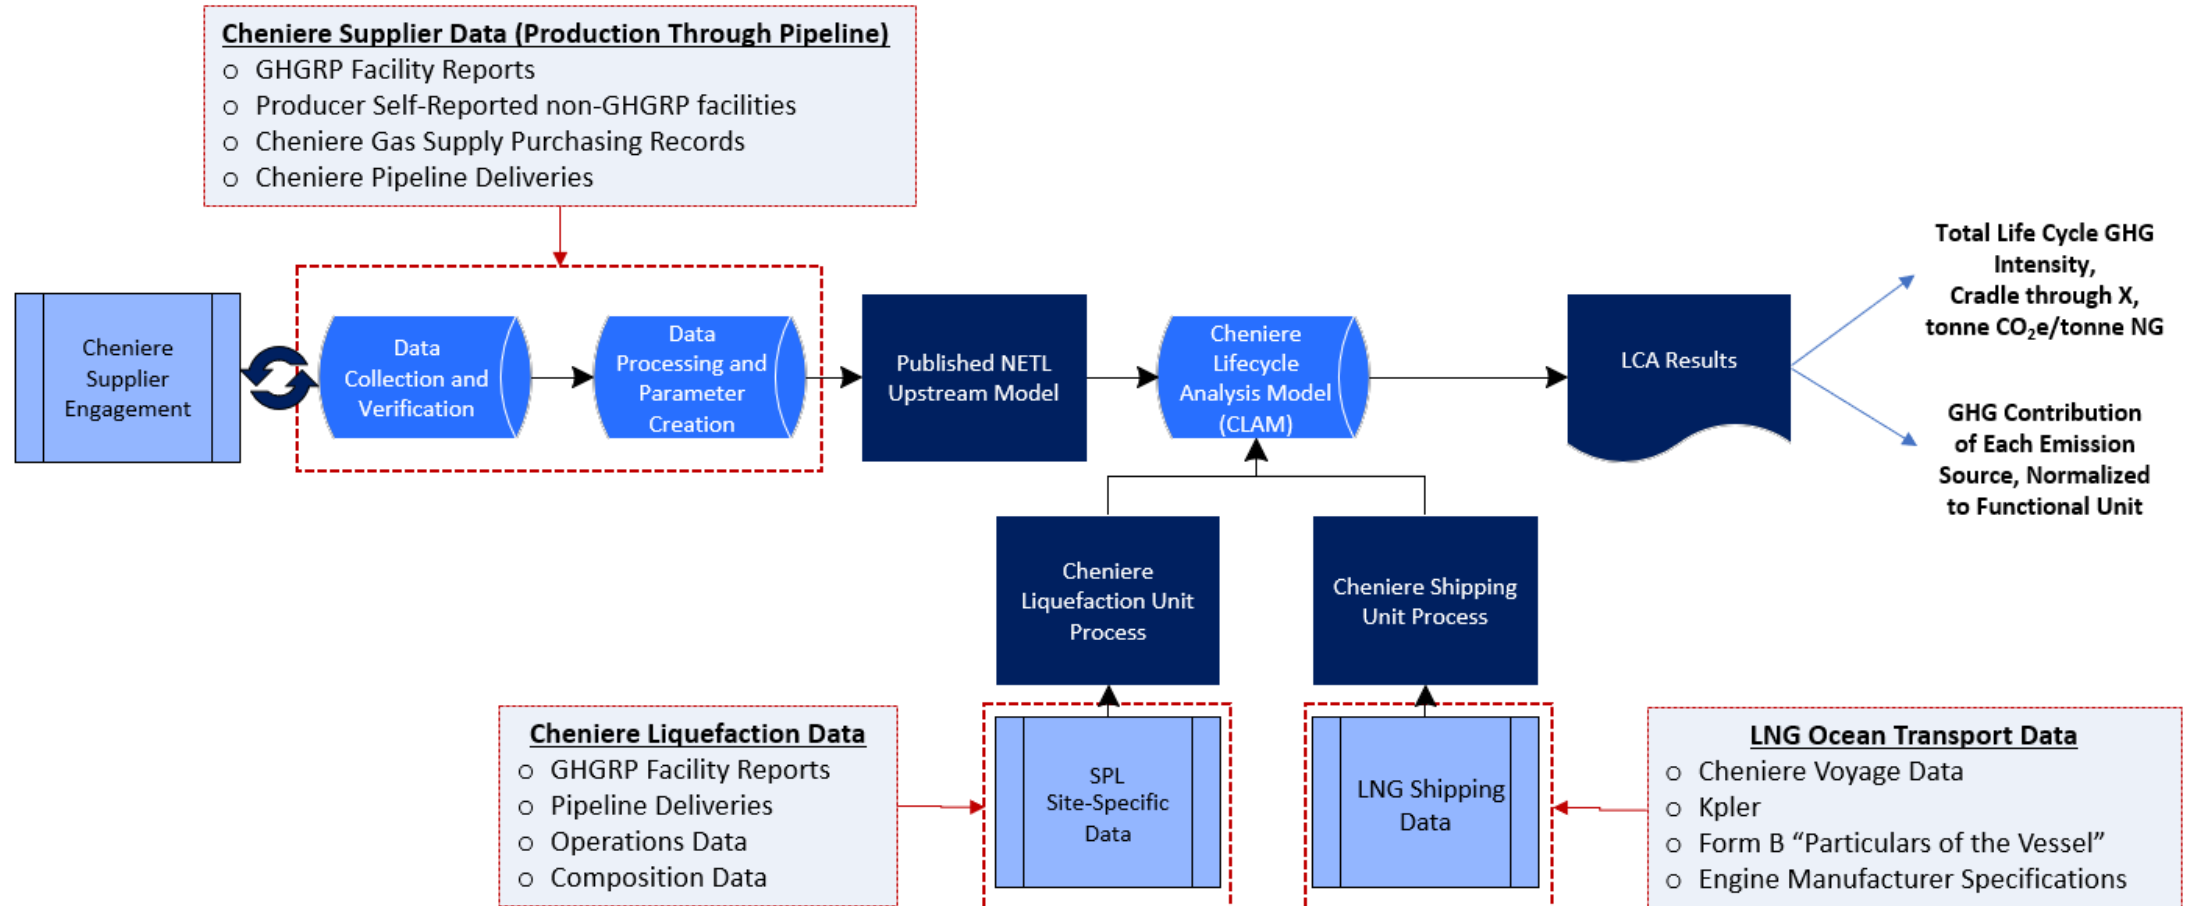 Cheniere Supplier Data (Production Through Pipeline)
o GHGRP Facility Reports
o Producer Self-Reported non-GHGRP facilities
o Cheniere Gas Supply Purchasing Records
o Cheniere Pipeline Deliveries
Cheniere
Supplier
Engagement
Data
Collection and
Verification
Data
Processing and
Parameter
Creation
Published NETL
Upstream Model
Cheniere
Lifecycle
Analysis Model
(CLAM)
LCA Results
Total Life Cycle GHG
Intensity,
Cradle through X,
tonne CO₂e/tonne NG
GHG Contribution
of Each Emission
Source, Normalized
to Functional Unit
Cheniere
Liquefaction Unit
Process
Cheniere Shipping
Unit Process
Cheniere Liquefaction Data
o GHGRP Facility Reports
o Pipeline Deliveries
o Operations Data
o Composition Data
SPL
Site-Specific
Data
LNG Shipping
Data
LNG Ocean Transport Data
o Cheniere Voyage Data
o Kpler
o Form B “Particulars of the Vessel”
o Engine Manufacturer Specifications